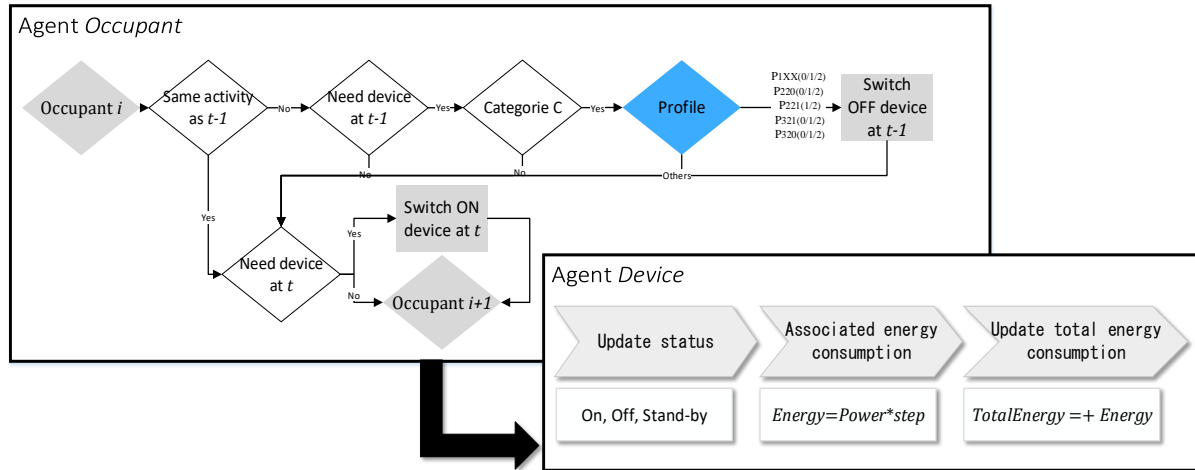 Agent Occupant
Occupant i
Same activity
as t-1
No
Need device
at t-1
Yes
Categorie C
Yes
Profile
P1XX(0/1/2)
P220(0/1/2)
P221(1/2)
P321(0/1/2)
P320(0/1/2)
Switch
OFF device
at t-1
No
No
Others
Yes
Need device
at t
Yes
Switch ON
device at t
No
Occupant i+1
Agent Device
Update status
Associated energy
consumption
Update total energy
consumption
On, Off, Stand-by
Energy=Power*step
TotalEnergy =+ Energy